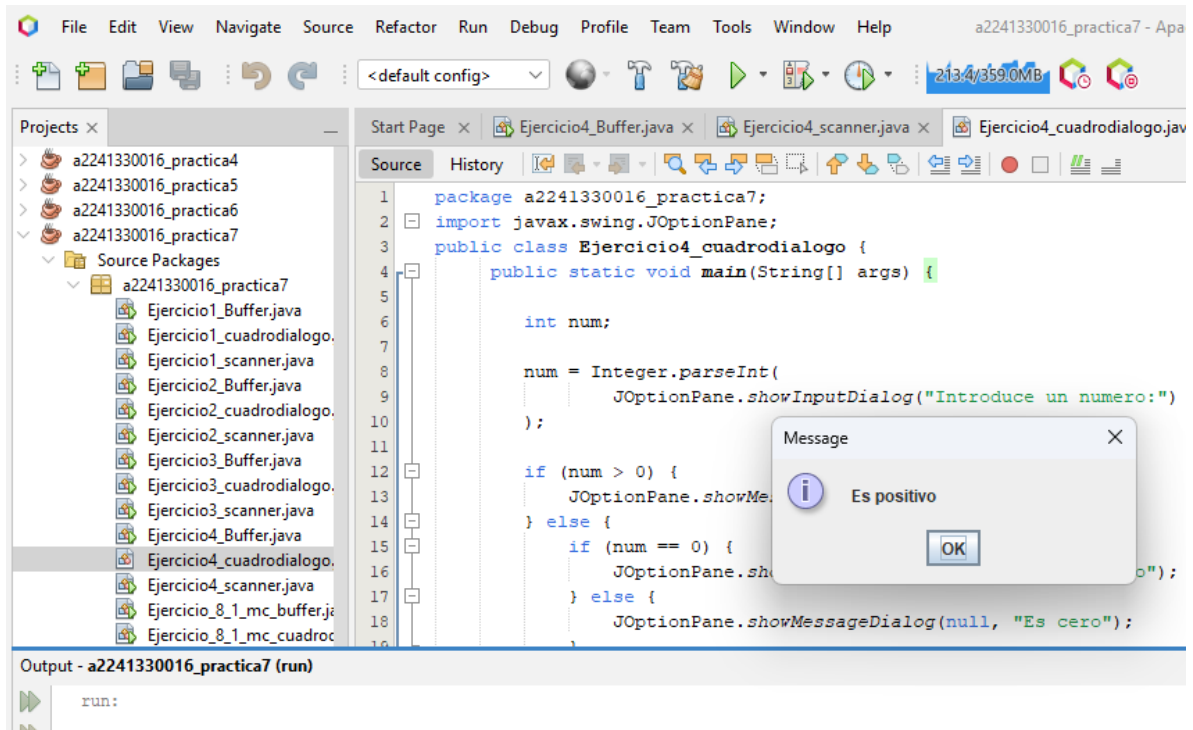 File Edit View Navigate Source Refactor Run Debug Profile Team Tools Window Help a2241330016_practica7 - Apa
<default config> 213.4/359.0MB
Projects
Start Page Ejercicio4_Buffer.java Ejercicio4_scanner.java Ejercicio4_cuadrodialogo.jav
a2241330016_practica4
a2241330016_practica5
a2241330016_practica6
a2241330016_practica7
Source Packages
a2241330016_practica7
Ejercicio1_Buffer.java
Ejercicio1_cuadrodialogo.
Ejercicio1_scanner.java
Ejercicio2_Buffer.java
Ejercicio2_cuadrodialogo.
Ejercicio2_scanner.java
Ejercicio3_Buffer.java
Ejercicio3_cuadrodialogo.
Ejercicio3_scanner.java
Ejercicio4_Buffer.java
Ejercicio4_cuadrodialogo.
Ejercicio4_scanner.java
Ejercicio_8_1_mc_buffer.ja
Ejercicio_8_1_mc_cuadrod
Source History
1 package a2241330016_practica7;
2 import javax.swing.JOptionPane;
3 public class Ejercicio4_cuadrodialogo {
4 public static void main(String[] args) {
5
6 int num;
7
8 num = Integer.parseInt(
9 JOptionPane.showInputDialog("Introduce un numero:")
10 );
11
12 if (num > 0) {
13 JOptionPane.showMe
14 } else {
15 if (num == 0) {
16 JOptionPane.sh o");
17 } else {
18 JOptionPane.showMessageDialog(null, "Es cero");
19 }
Message
Es positivo
OK
Output - a2241330016_practica7 (run)
run: